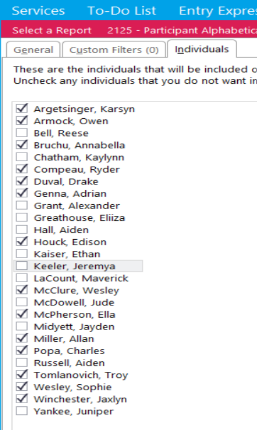 Services To-Do List Entry Expre
Select a Report 2125 - Participant Alphabetica
General Custom Filters (0) Individuals
These are the individuals that will be included o
Uncheck any individuals that you do not want in
Argetsinger, Karsyn
Armock, Owen
Bell, Reese
Bruchu, Annabella
Chatham, Kaylynn
Compeau, Ryder
Duval, Drake
Genna, Adrian
Grant, Alexander
Greathouse, Eliiza
Hall, Aiden
Houck, Edison
Kaiser, Ethan
Keeler, Jeremya
LaCount, Maverick
McClure, Wesley
McDowell, Jude
McPherson, Ella
Midyett, Jayden
Miller, Allan
Popa, Charles
Russell, Aiden
Tomlanovich, Troy
Wesley, Sophie
Winchester, Jaxlyn
Yankee, Juniper